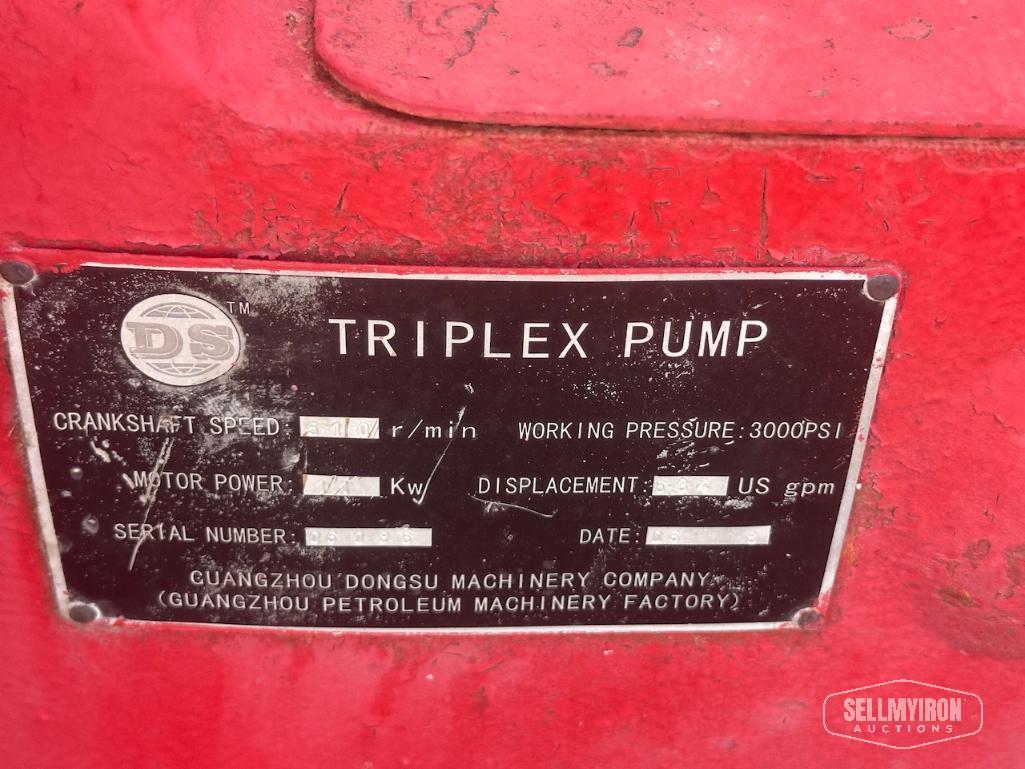 DS TM
TRIPLEX PUMP
CRANKSHAFT SPEED: r/min WORKING PRESSURE: 3000PSI
MOTOR POWER: Kw DISPLACEMENT: US gpm
SERIAL NUMBER: DATE:
GUANGZHOU DONGSU MACHINERY COMPANY
(GUANGZHOU PETROLEUM MACHINERY FACTORY)
SELLMYIRON
AUCTIONS